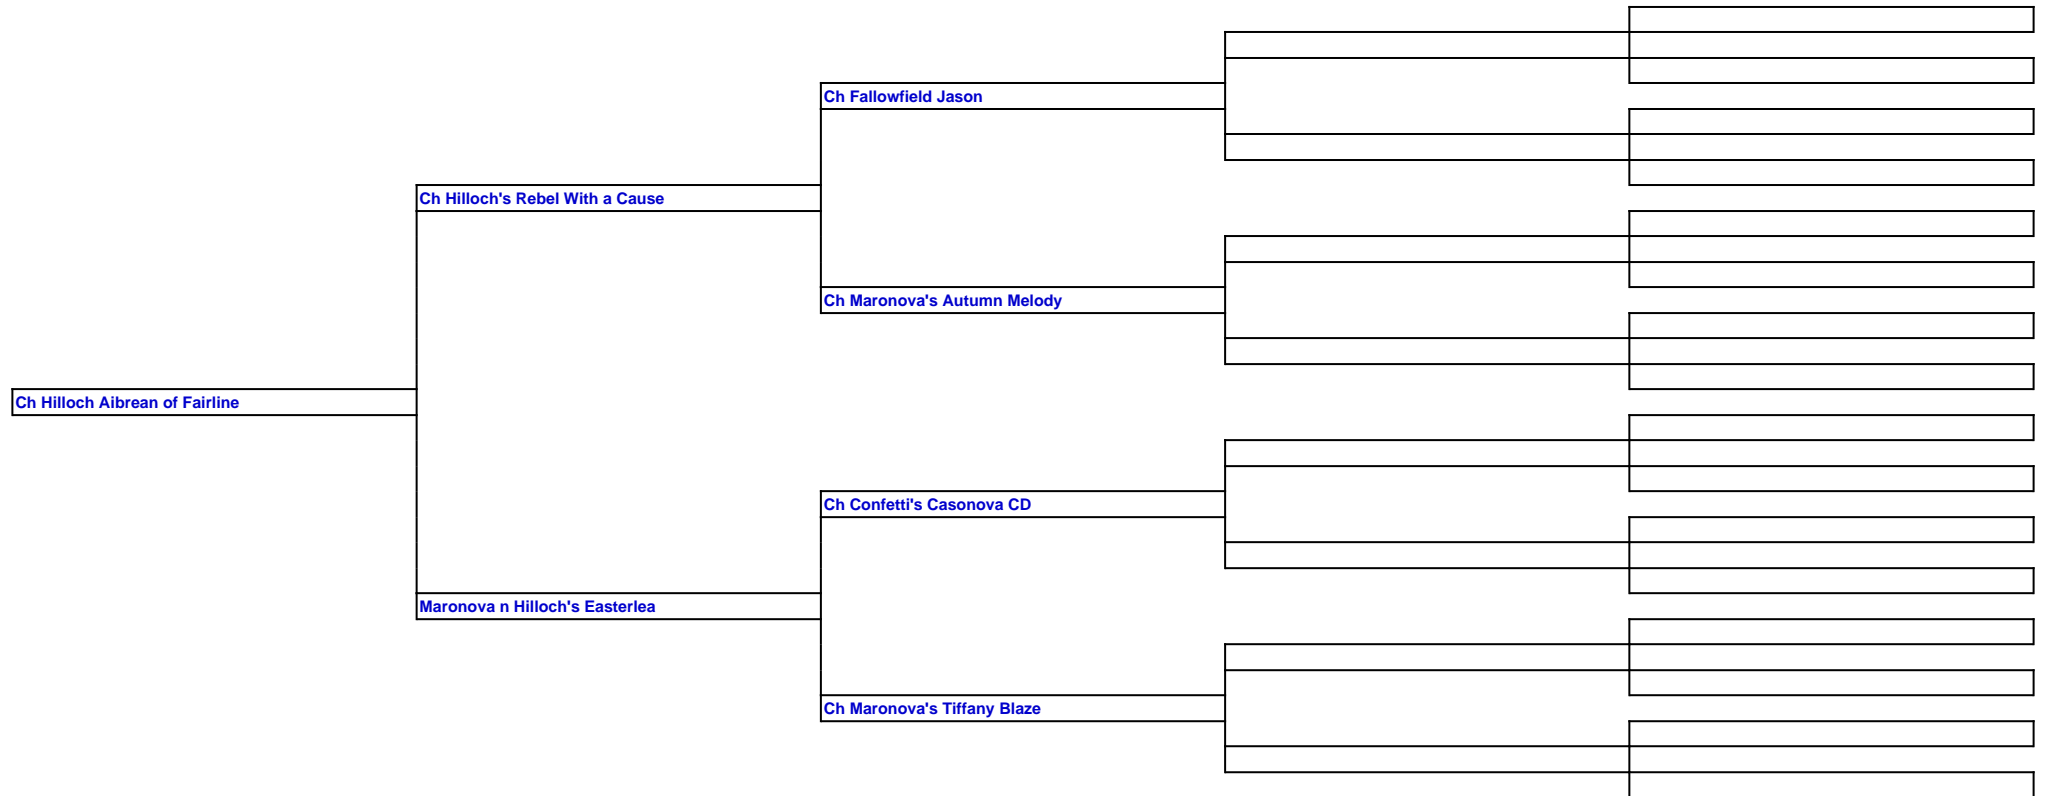 Ch Fallowfield Jason
Ch Hilloch's Rebel With a Cause
Ch Maronova's Autumn Melody
Ch Hilloch Aibrean of Fairline
Ch Confetti's Casonova CD
Maronova n Hilloch's Easterlea
Ch Maronova's Tiffany Blaze